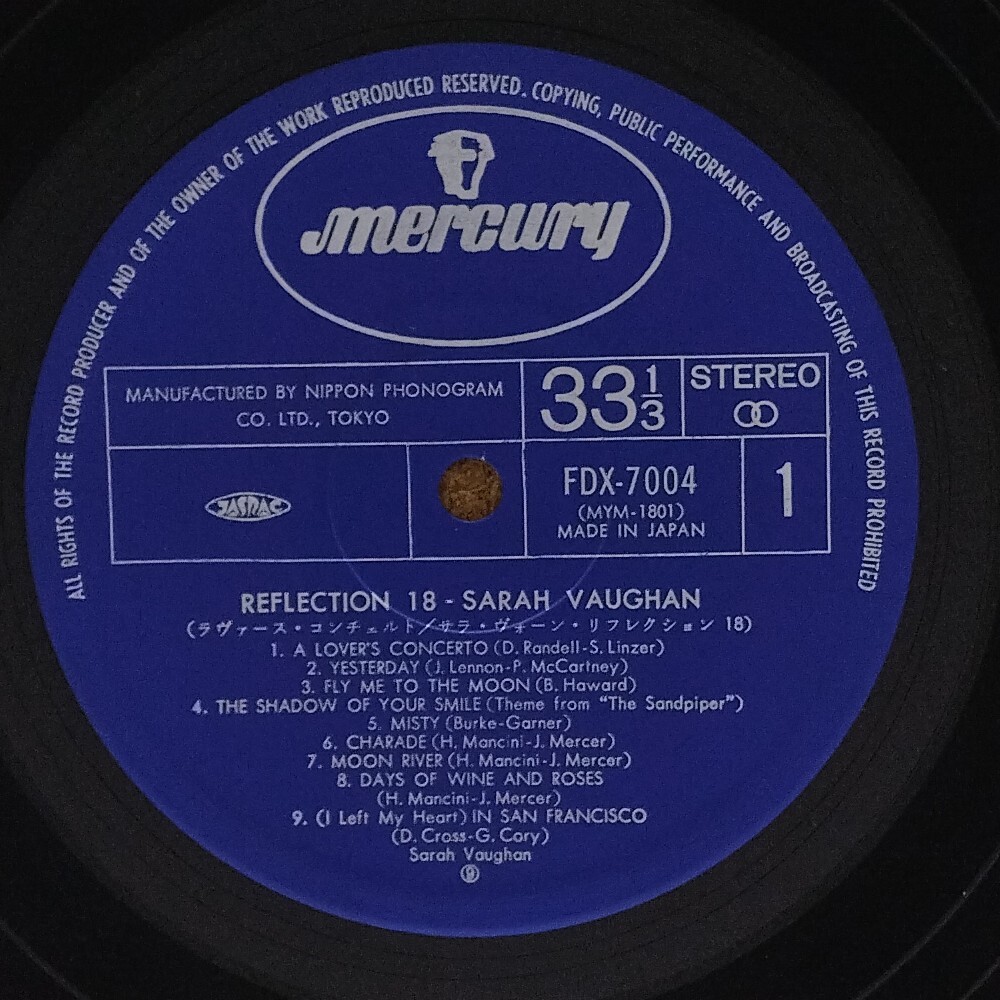 ALL RIGHTS OF THE RECORD PRODUCER AND OF THE OWNER OF THE WORK REPRODUCED RESERVED. COPYING, PUBLIC PERFORMANCE AND BROADCASTING OF THIS RECORD PROHIBITED
mercury
MANUFACTURED BY NIPPON PHONOGRAM
CO. LTD., TOKYO
33 1/3
STEREO
JASRAC
FDX-7004
(MYM-1801)
MADE IN JAPAN
1
REFLECTION 18 - SARAH VAUGHAN
(ラヴァース・コンチェルト/サラ・ヴォーン・リフレクション 18)
1. A LOVER'S CONCERTO (D. Randell-S. Linzer)
2. YESTERDAY (J. Lennon-P. McCartney)
3. FLY ME TO THE MOON (B. Haward)
4. THE SHADOW OF YOUR SMILE (Theme from "The Sandpiper")
5. MISTY (Burke-Garner)
6. CHARADE (H. Mancini-J. Mercer)
7. MOON RIVER (H. Mancini-J. Mercer)
8. DAYS OF WINE AND ROSES
(H. Mancini-J. Mercer)
9. (I Left My Heart) IN SAN FRANCISCO
(D. Cross-G. Cory)
Sarah Vaughan